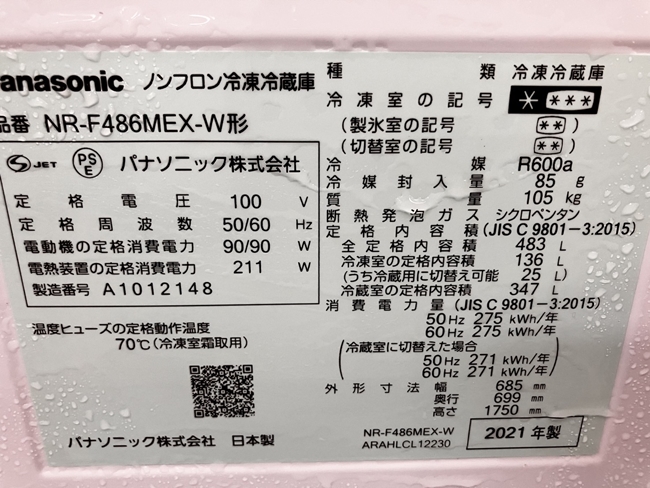 anasonic ノンフロン冷凍冷蔵庫
品番 NR-F486MEX-W形
S JET PS E パナソニック株式会社
定格電圧 100 V
定格周波数 50/60 Hz
電動機の定格消費電力 90/90 W
電熱装置の定格消費電力 211 W
製造番号 A1012148
温度ヒューズの定格動作温度
70℃(冷凍室霜取用)
パナソニック株式会社 日本製
種類 冷凍冷蔵庫
冷凍室の記号 * ***
(製氷室の記号 ** )
(切替室の記号 ** )
冷媒 R600a
冷媒封入量 85 g
質量 105 kg
断熱発泡ガス シクロペンタン
定格内容積 (JIS C 9801-3:2015)
全定格内容積 483 L
冷凍室の定格内容積 136 L
(うち冷蔵用に切替え可能 25 L)
冷蔵室の定格内容積 347 L
消費電力量 (JIS C 9801-3:2015)
50Hz 275 kWh/年
60Hz 275 kWh/年
(冷蔵室に切替えた場合
50Hz 271 kWh/年
60Hz 271 kWh/年)
外形寸法 幅 685 mm
奥行 699 mm
高さ 1750 mm
NR-F486MEX-W
ARAHLCL12230
2021年製